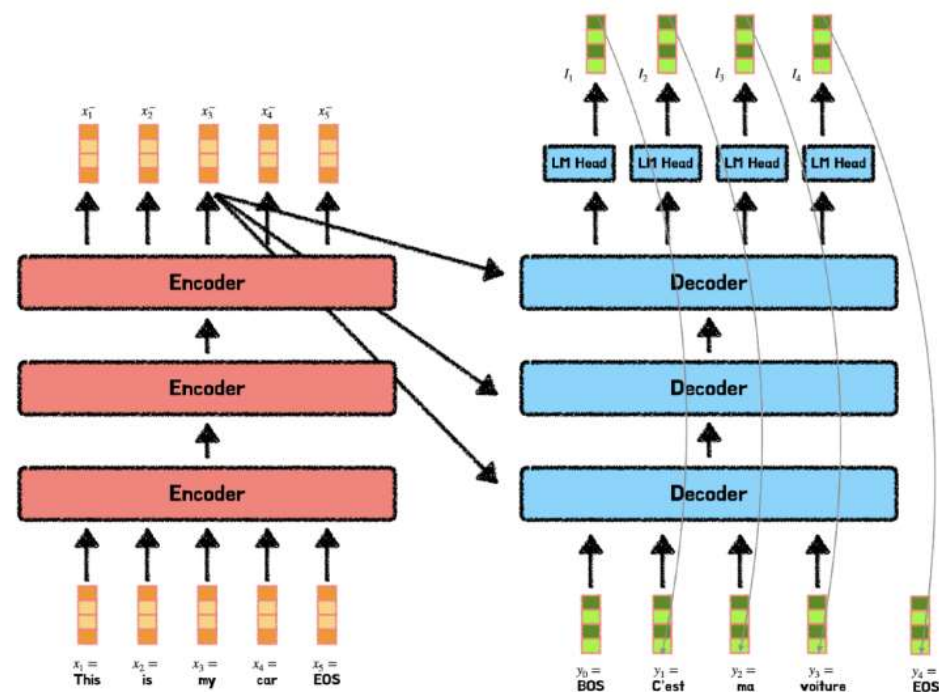 l₁ l₂ l₃ l₄
x₁⁻ x₂⁻ x₃⁻ x₄⁻ x₅⁻
LM Head LM Head LM Head LM Head
Encoder
Decoder
Encoder
Decoder
Encoder
Decoder
x₁ = x₂ = x₃ = x₄ = x₅ =
This is my car EOS
y₀ = y₁ = y₂ = y₃ = y₄ =
BOS C'est ma voiture EOS